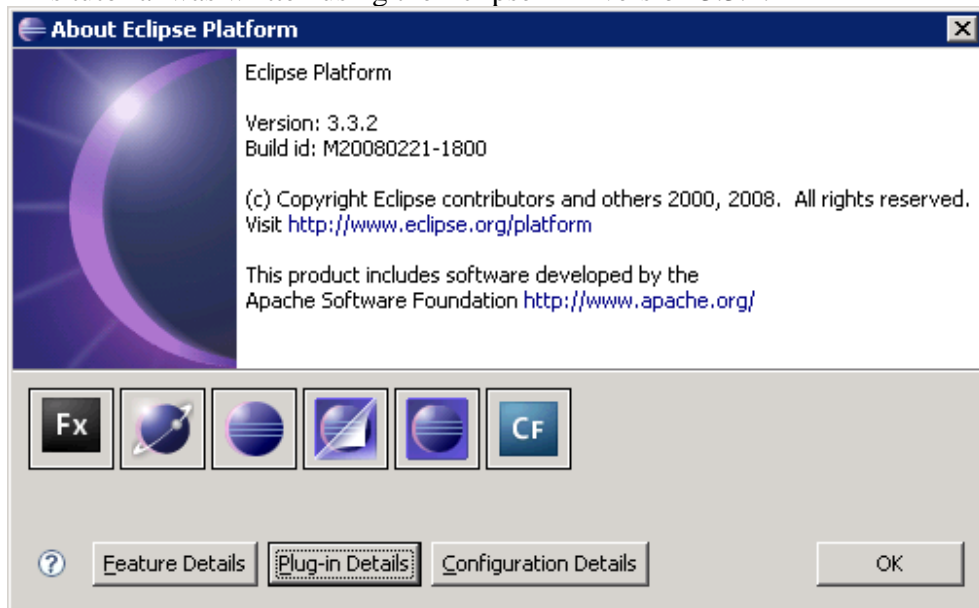 About Eclipse Platform
Eclipse Platform
Version: 3.3.2
Build id: M20080221-1800
(c) Copyright Eclipse contributors and others 2000, 2008. All rights reserved.
Visit http://www.eclipse.org/platform
This product includes software developed by the
Apache Software Foundation http://www.apache.org/
Fx
CF
?
Feature Details
Plug-in Details
Configuration Details
OK